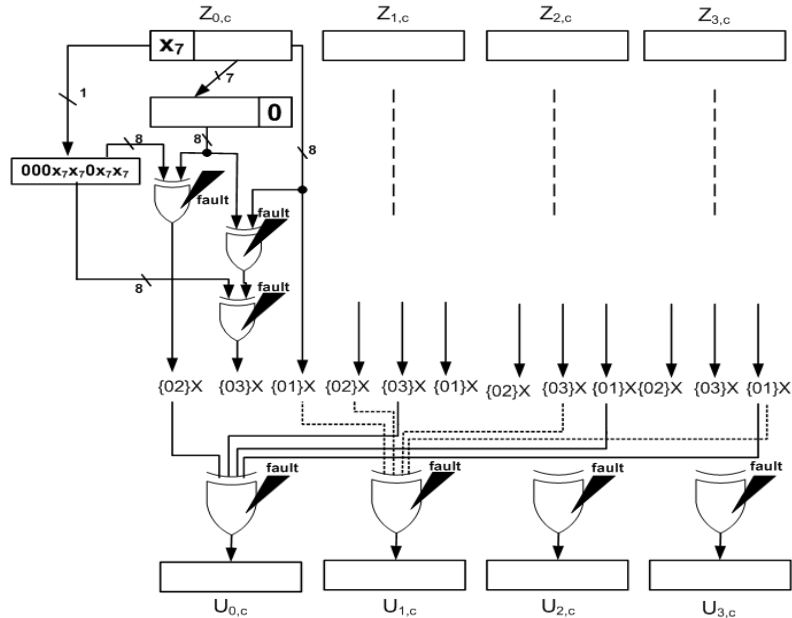 Z0,c Z1,c Z2,c Z3,c
x7
7
1
0
8 8 8
000x7x70x7x7
fault
fault
fault
8
{02}X {03}X {01}X {02}X {03}X {01}X {02}X {03}X {01}X {02}X {03}X {01}X
fault fault fault fault
U0,c U1,c U2,c U3,c